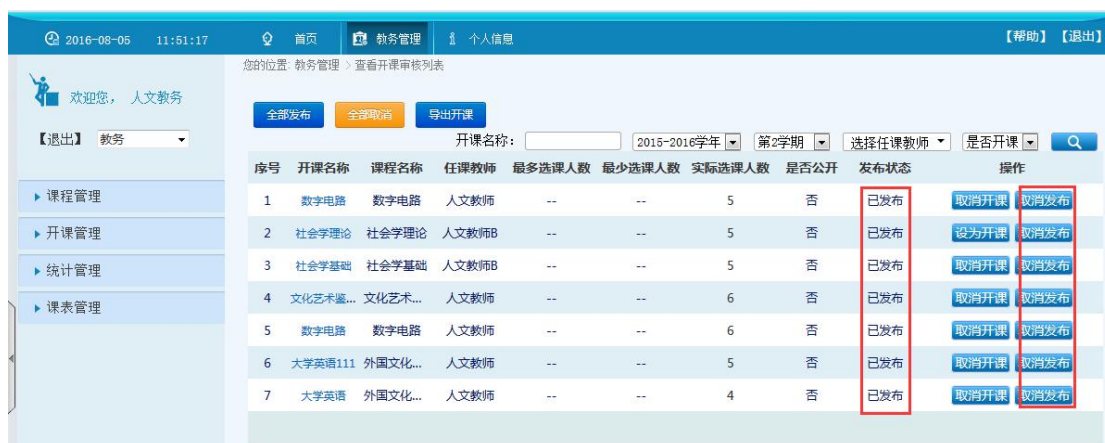 2016-08-05 11:51:17 首页 教务管理 个人信息 【帮助】 【退出】
您的位置: 教务管理 > 查看开课审核列表
欢迎您， 人文教务
【退出】 教务
全部发布 全部取消 导出开课
开课名称： 2015-2016学年 第2学期 选择任课教师 是否开课
序号 开课名称 课程名称 任课教师 最多选课人数 最少选课人数 实际选课人数 是否公开 发布状态 操作
课程管理
开课管理
统计管理
课表管理
1 数字电路 数字电路 人文教师 -- -- 5 否 已发布 取消开课 取消发布
2 社会学理论 社会学理论 人文教师B -- -- 5 否 已发布 设为开课 取消发布
3 社会学基础 社会学基础 人文教师B -- -- 5 否 已发布 取消开课 取消发布
4 文化艺术鉴... 文化艺术... 人文教师 -- -- 6 否 已发布 取消开课 取消发布
5 数字电路 数字电路 人文教师 -- -- 6 否 已发布 取消开课 取消发布
6 大学英语111 外国文化... 人文教师 -- -- 5 否 已发布 取消开课 取消发布
7 大学英语 外国文化... 人文教师 -- -- 4 否 已发布 取消开课 取消发布